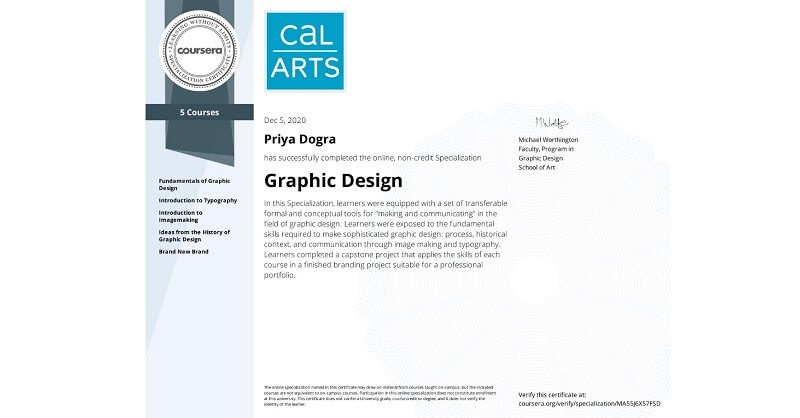 LEARNING WITHOUT LIMITS
coursera
SPECIALIZATION CERTIFICATE
5 Courses
Fundamentals of Graphic
Design
Introduction to Typography
Introduction to
Imagemaking
Ideas from the History of
Graphic Design
Brand New Brand
CaL
ARTS
Dec 5, 2020
Priya Dogra
has successfully completed the online, non-credit Specialization
Graphic Design
In this Specialization, learners were equipped with a set of transferable
formal and conceptual tools for "making and communicating" in the
field of graphic design. Learners were exposed to the fundamental
skills required to make sophisticated graphic design: process, historical
context, and communication through image making and typography.
Learners completed a capstone project that applies the skills of each
course in a finished branding project suitable for a professional
portfolio.
Michael Worthington
Faculty, Program in
Graphic Design
School of Art
The online specialization named in this certificate may draw on material from courses taught on-campus, but the included
courses are not equivalent to on-campus courses. Participation in this online specialization does not constitute enrollment
at this university. This certificate does not confer a University grade, course credit or degree, and it does not verify the
identity of the learner.
Verify this certificate at:
coursera.org/verify/specialization/MA55J6X57FSD